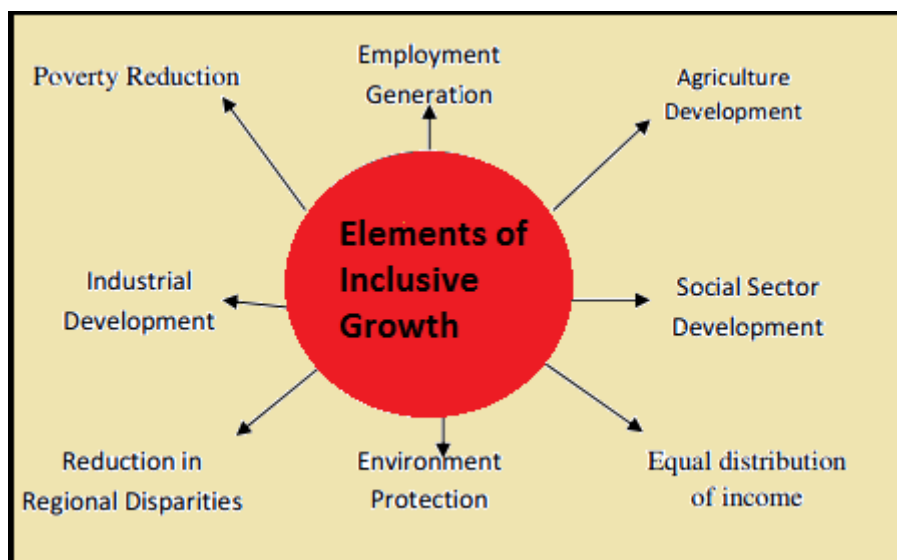 Poverty Reduction
Employment
Generation
Agriculture
Development
Elements of
Inclusive
Growth
Industrial
Development
Social Sector
Development
Reduction in
Regional Disparities
Environment
Protection
Equal distribution
of income